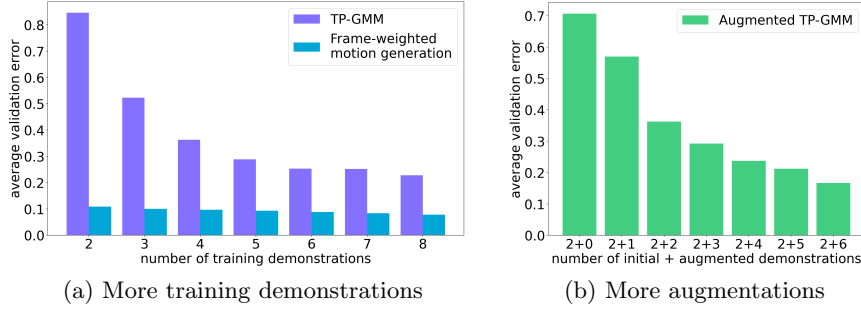 0.8
0.7
0.6
0.5
0.4
0.3
0.2
0.1
0.0
average validation error
TP-GMM
Frame-weighted
motion generation
2 3 4 5 6 7 8
number of training demonstrations
(a) More training demonstrations
0.7
0.6
0.5
0.4
0.3
0.2
0.1
0.0
average validation error
Augmented TP-GMM
2+0 2+1 2+2 2+3 2+4 2+5 2+6
number of initial + augmented demonstrations
(b) More augmentations